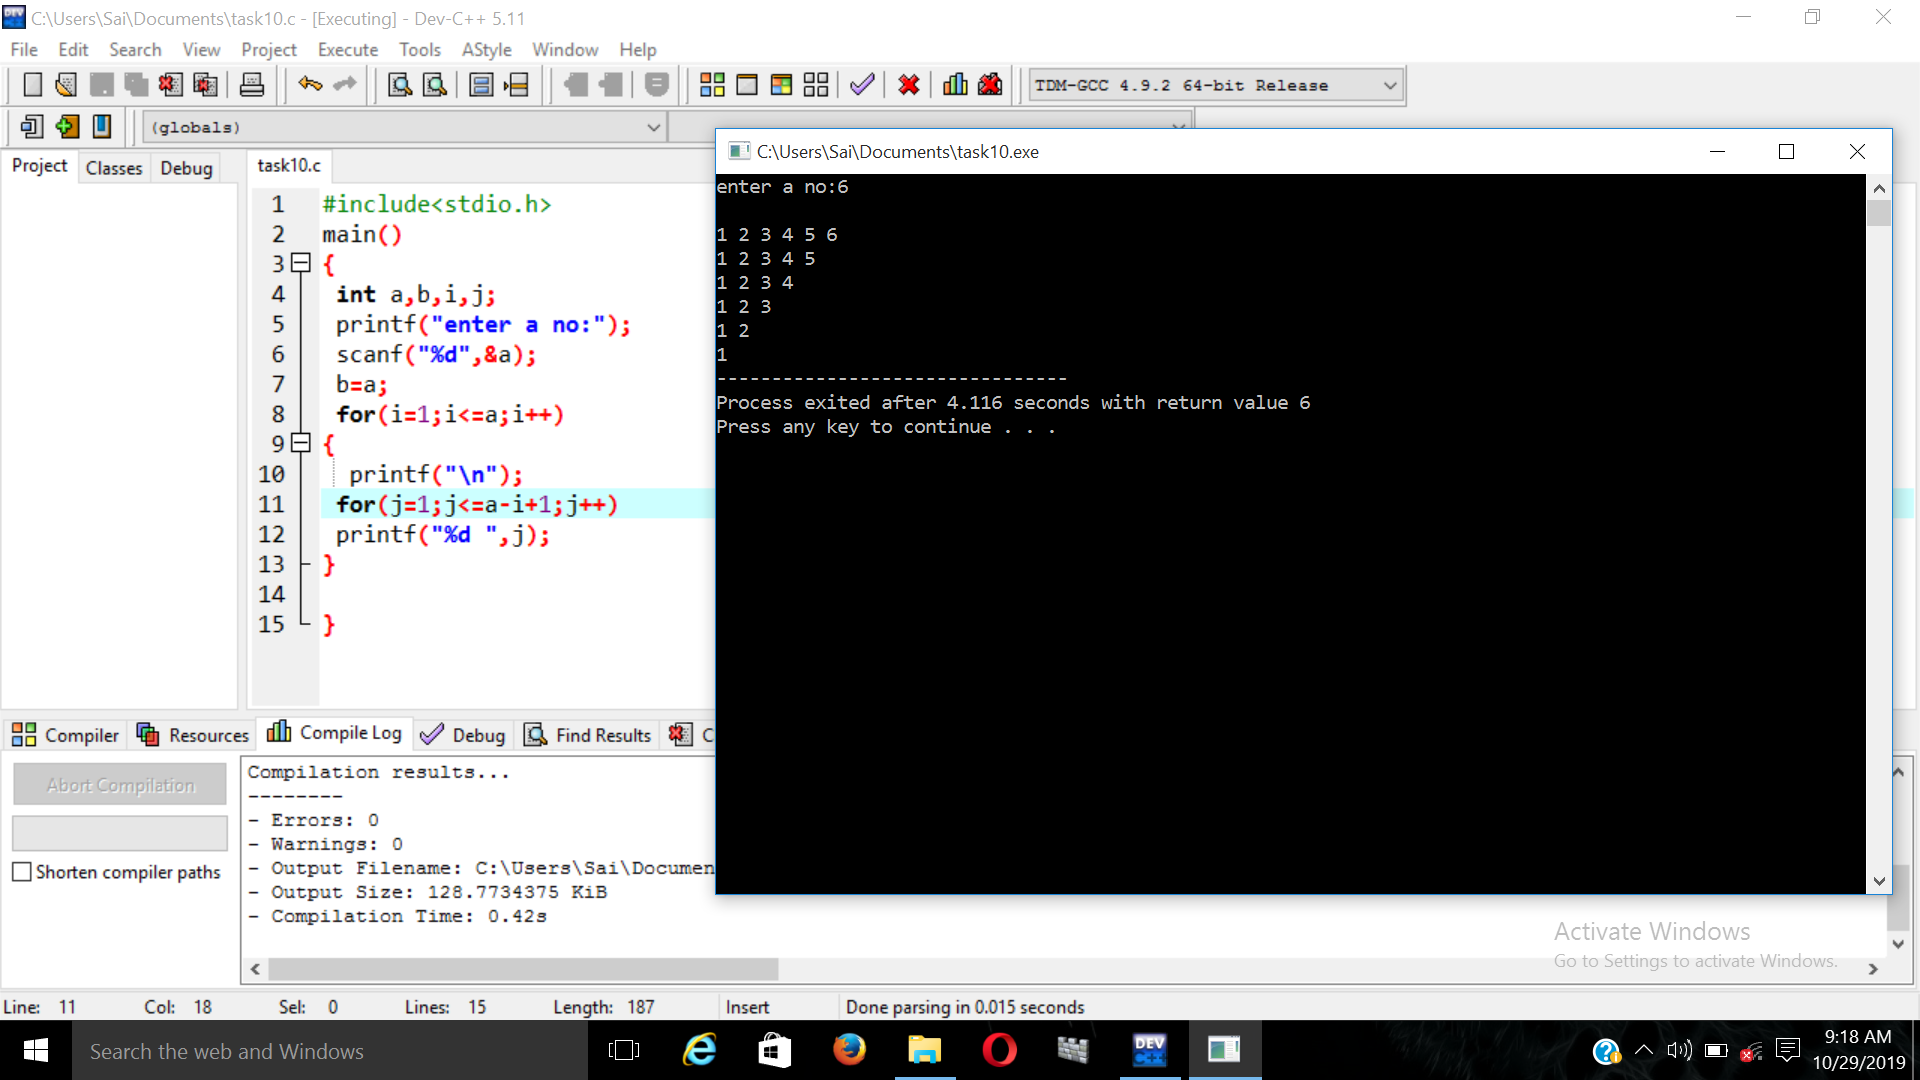 C:\Users\Sai\Documents\task10.c - [Executing] - Dev-C++ 5.11
File Edit Search View Project Execute Tools AStyle Window Help
TDM-GCC 4.9.2 64-bit Release
(globals)
Project Classes Debug
task10.c
1 #include<stdio.h>
2 main()
3 {
4 int a,b,i,j;
5 printf("enter a no:");
6 scanf("%d",&a);
7 b=a;
8 for(i=1;i<=a;i++)
9 {
10 printf("\n");
11 for(j=1;j<=a-i+1;j++)
12 printf("%d ",j);
13 }
14
15 }
C:\Users\Sai\Documents\task10.exe
enter a no:6
1 2 3 4 5 6
1 2 3 4 5
1 2 3 4
1 2 3
1 2
1
--------------------------------
Process exited after 4.116 seconds with return value 6
Press any key to continue . . .
Compiler Resources Compile Log Debug Find Results C
Abort Compilation
Shorten compiler paths
Compilation results...
--------
- Errors: 0
- Warnings: 0
- Output Filename: C:\Users\Sai\Documen
- Output Size: 128.7734375 KiB
- Compilation Time: 0.42s
Activate Windows
Go to Settings to activate Windows.
Line: 11 Col: 18 Sel: 0 Lines: 15 Length: 187 Insert Done parsing in 0.015 seconds
Search the web and Windows
DEV C++
9:18 AM
10/29/2019